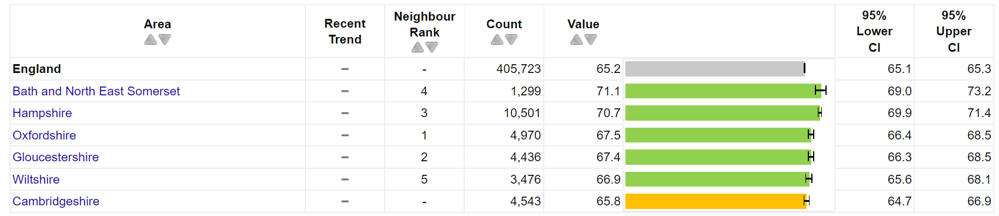 Area Recent Trend Neighbour Rank Count Value 95% Lower CI 95% Upper CI
England - 405,723 65.2 65.1 65.3
Bath and North East Somerset 4 1,299 71.1 69.0 73.2
Hampshire 3 10,501 70.7 69.9 71.4
Oxfordshire 1 4,970 67.5 66.4 68.5
Gloucestershire 2 4,436 67.4 66.3 68.5
Wiltshire 5 3,476 66.9 65.6 68.1
Cambridgeshire - 4,543 65.8 64.7 66.9